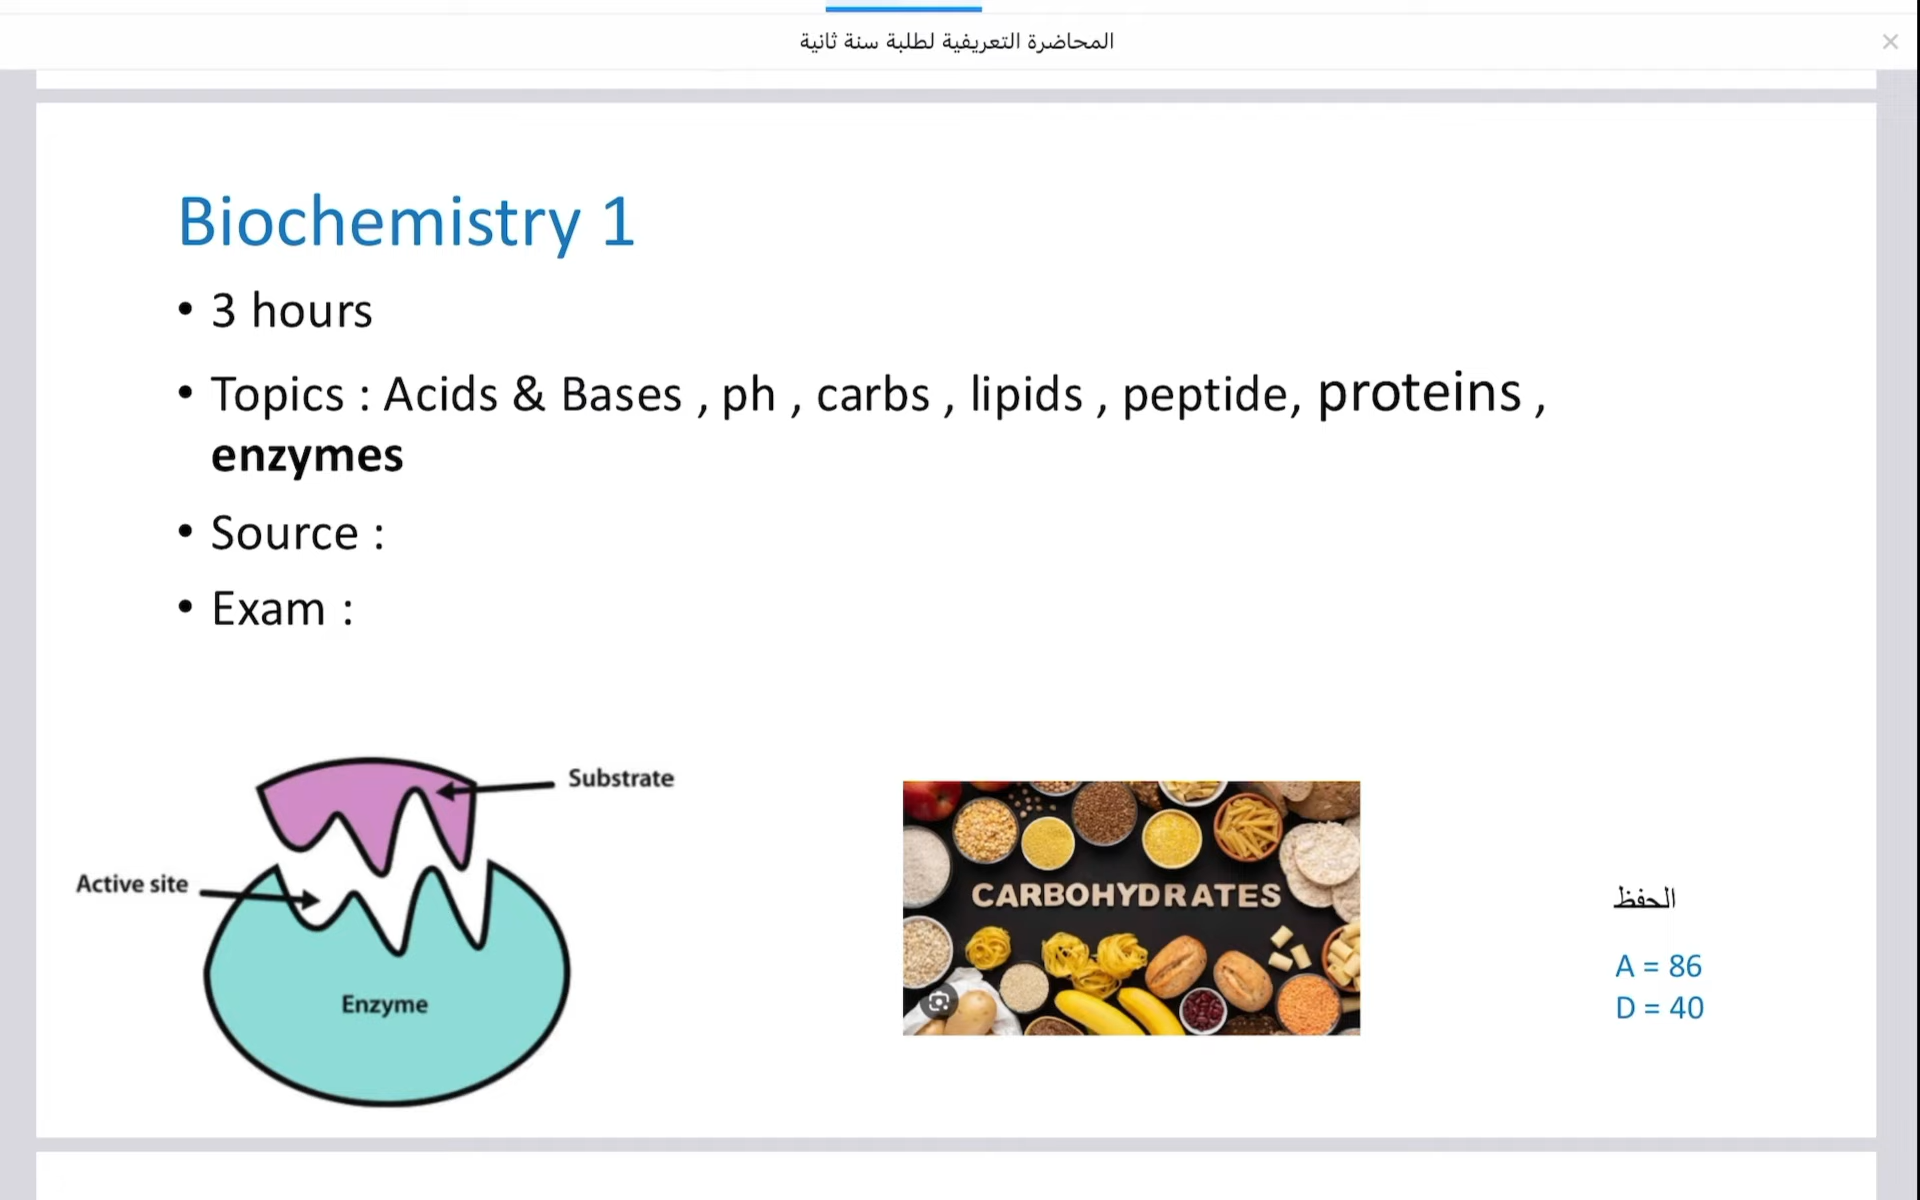 المحاضرة التعريفية لطلبة سنة ثانية
Biochemistry 1
• 3 hours
• Topics : Acids & Bases , ph , carbs , lipids , peptide, proteins ,
enzymes
• Source :
• Exam :
Substrate
Active site
Enzyme
CARBOHYDRATES
الحفظ
A = 86
D = 40